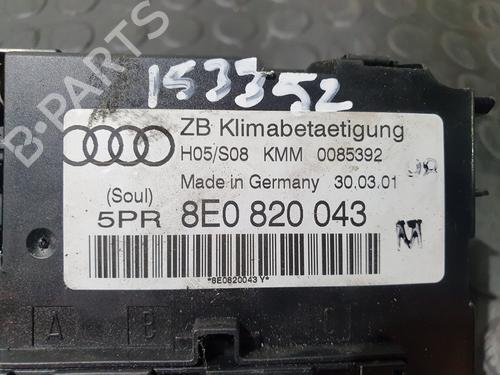 153352
ZB Klimabetaetigung
H05/S08 KMM 0085392
Made in Germany 30.03.01
(Soul)
5PR 8E0 820 043
M
*8E0820043Y*
A B C
B-PARTS